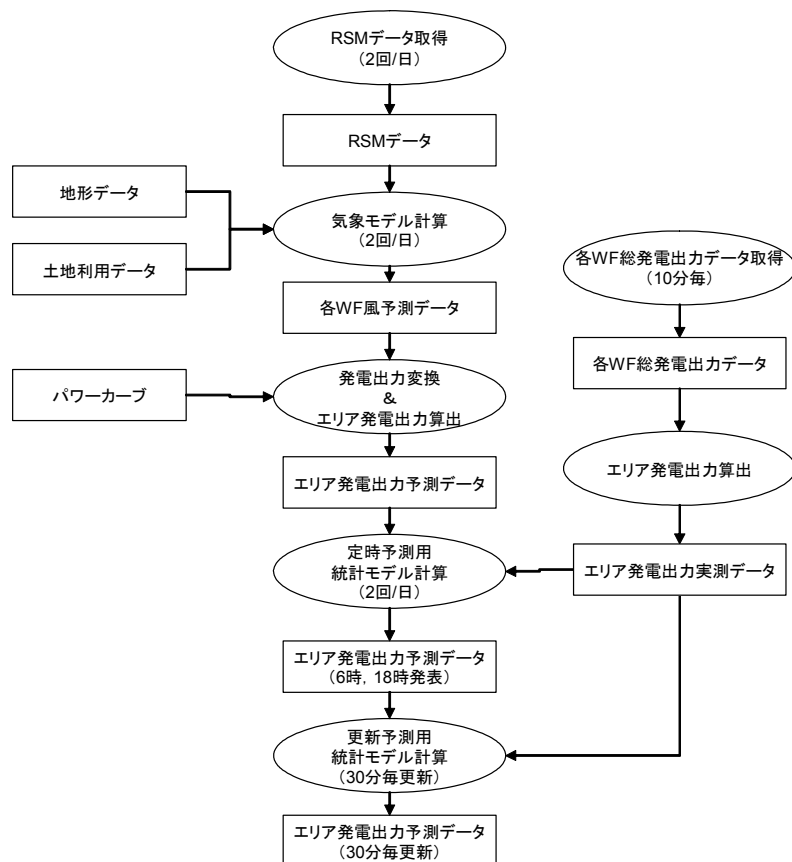 RSMデータ取得
（2回/日）
RSMデータ
地形データ
土地利用データ
気象モデル計算
（2回/日）
各WF風予測データ
パワーカーブ
発電出力変換
＆
エリア発電出力算出
エリア発電出力予測データ
定時予測用
統計モデル計算
（2回/日）
エリア発電出力予測データ
（6時，18時発表）
更新予測用
統計モデル計算
（30分毎更新）
エリア発電出力予測データ
（30分毎更新）
各WF総発電出力データ取得
（10分毎）
各WF総発電出力データ
エリア発電出力算出
エリア発電出力実測データ